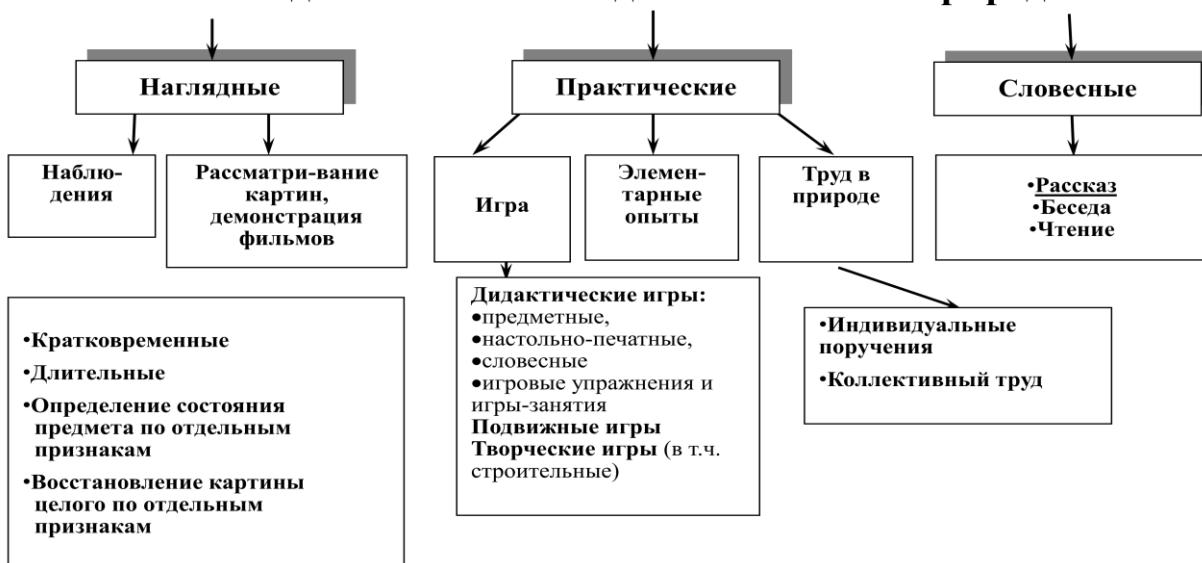 Наглядные
Практические
Словесные
Наблю-
дения
Рассматри-вание
картин,
демонстрация
фильмов
Игра
Элемен-
тарные
опыты
Труд в
природе
•Рассказ
•Беседа
•Чтение
•Кратковременные
•Длительные
•Определение состояния
предмета по отдельным
признакам
•Восстановление картины
целого по отдельным
признакам
Дидактические игры:
•предметные,
•настольно-печатные,
•словесные
•игровые упражнения и
игры-занятия
Подвижные игры
Творческие игры (в т.ч.
строительные)
•Индивидуальные
поручения
•Коллективный труд